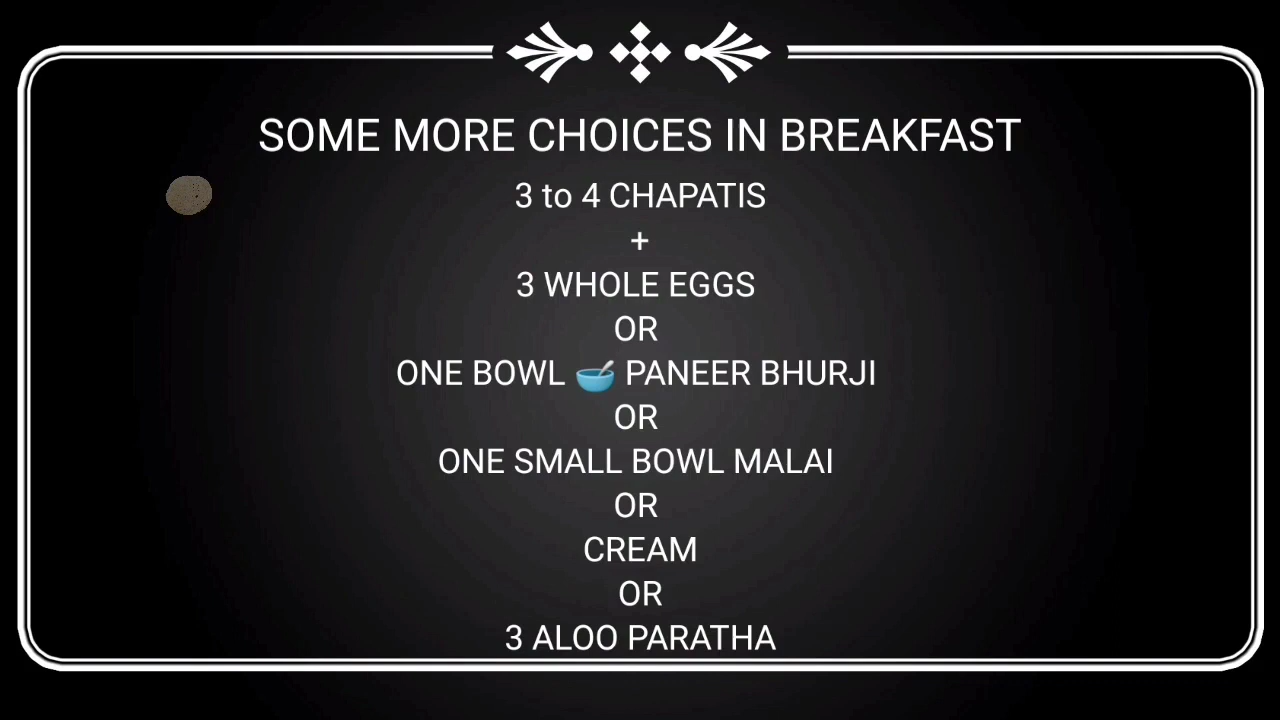 SOME MORE CHOICES IN BREAKFAST
3 to 4 CHAPATIS
+
3 WHOLE EGGS
OR
ONE BOWL 🥣 PANEER BHURJI
OR
ONE SMALL BOWL MALAI
OR
CREAM
OR
3 ALOO PARATHA